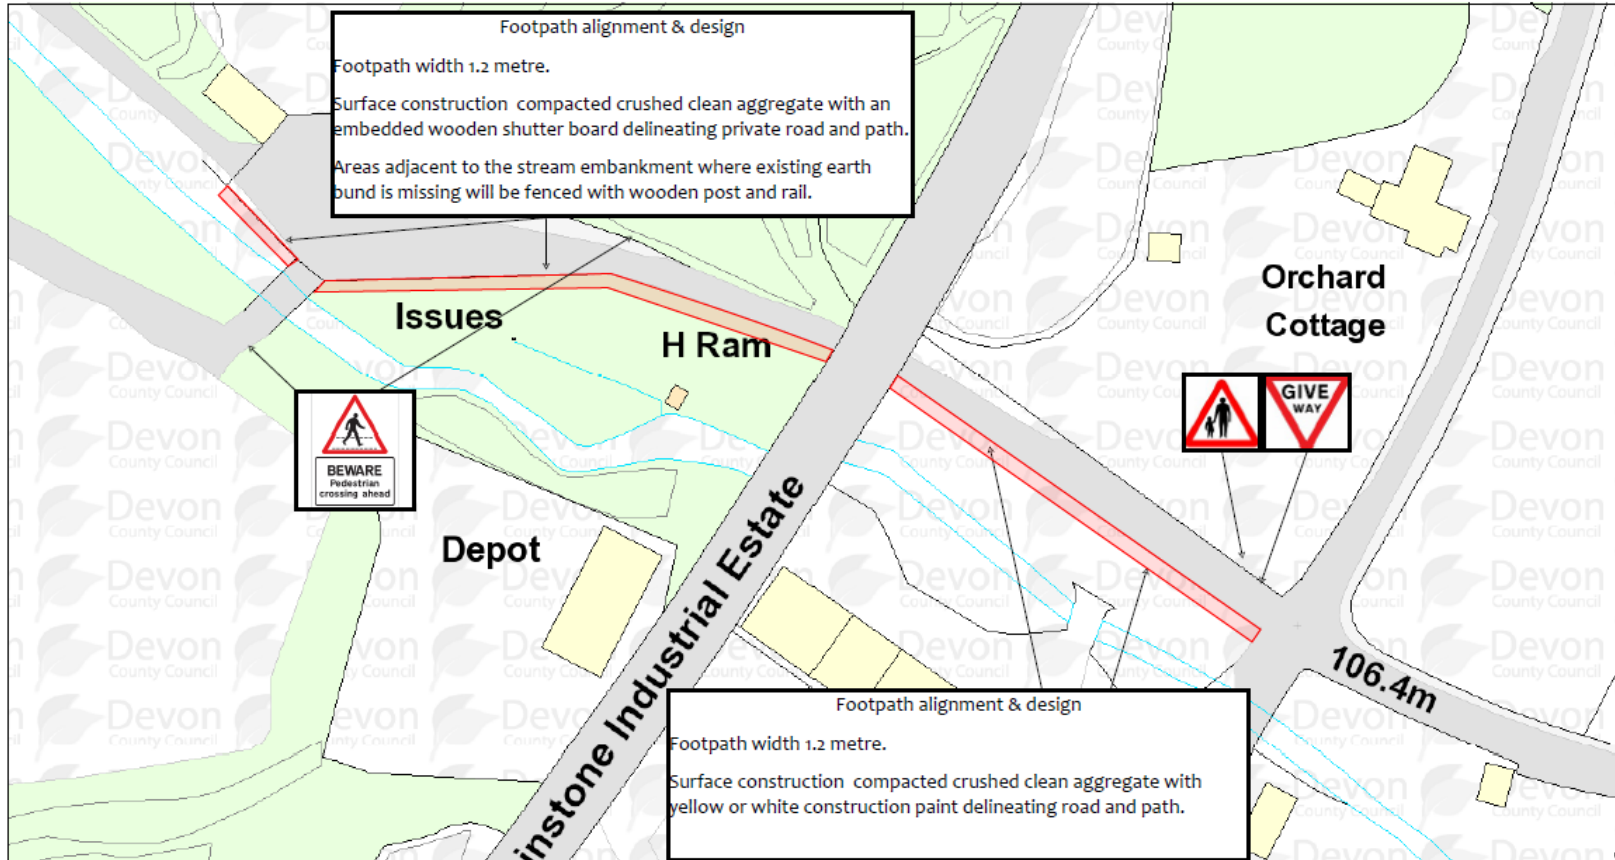 Footpath alignment & design
Footpath width 1.2 metre.
Surface construction compacted crushed clean aggregate with an
embedded wooden shutter board delineating private road and path.
Areas adjacent to the stream embankment where existing earth
bund is missing will be fenced with wooden post and rail.
Issues
H Ram
Orchard
Cottage
GIVE
WAY
BEWARE
Pedestrian
crossing ahead
Depot
instone Industrial Estate
106.4m
Footpath alignment & design
Footpath width 1.2 metre.
Surface construction compacted crushed clean aggregate with
yellow or white construction paint delineating road and path.
Devon
County Council